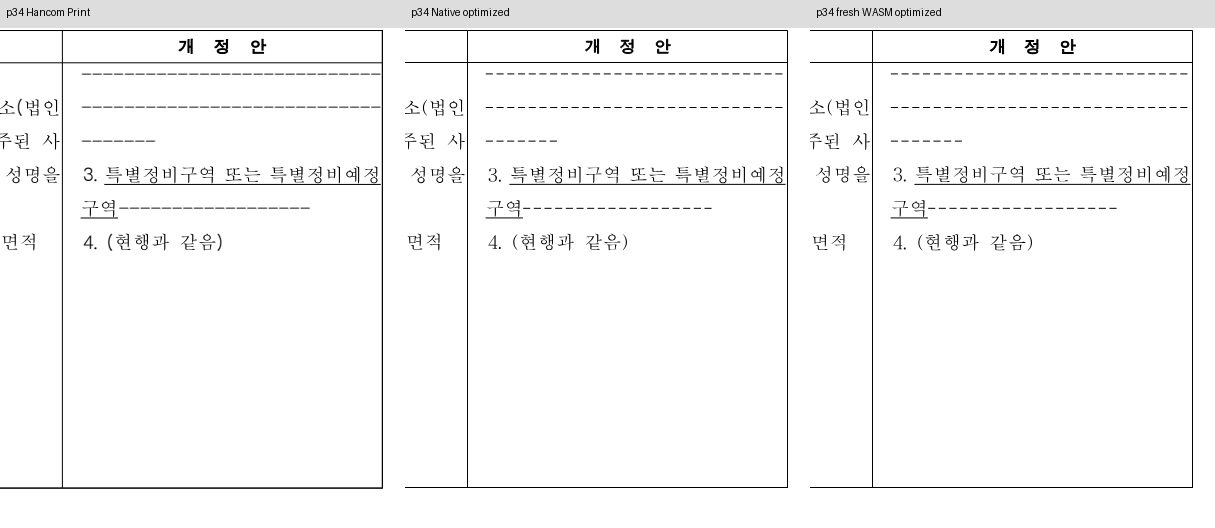 p34 Hancom Print
개 정 안
----------------------------
소(법인 ----------------------------
주된 사 -------
성명을 3. 특별정비구역 또는 특별정비예정
구역------------------
면적 4. (현행과 같음)
p34 Native optimized
개 정 안
----------------------------
소(법인 ----------------------------
주된 사 -------
성명을 3. 특별정비구역 또는 특별정비예정
구역------------------
면적 4. (현행과 같음)
p34 fresh WASM optimized
개 정 안
----------------------------
소(법인 ----------------------------
주된 사 -------
성명을 3. 특별정비구역 또는 특별정비예정
구역------------------
면적 4. (현행과 같음)